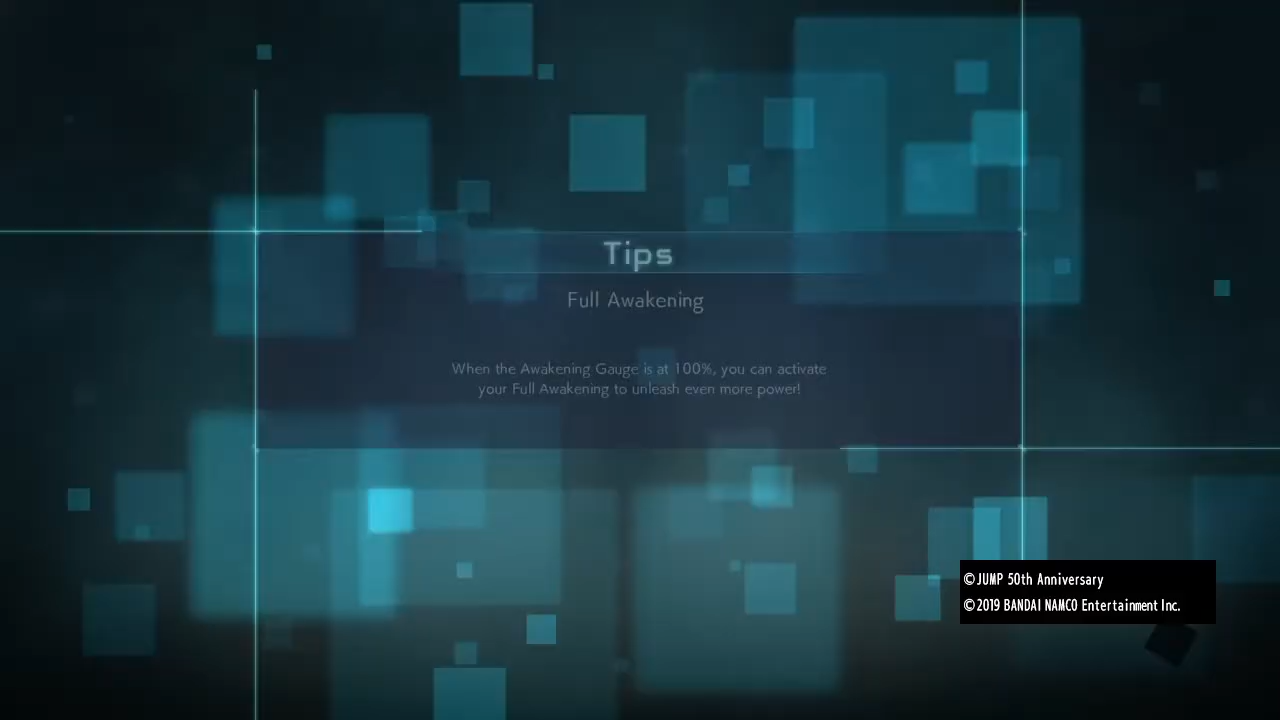 Tips
Full Awakening
When the Awakening Gauge is at 100%, you can activate
your Full Awakening to unleash even more power!
©JUMP 50th Anniversary
©2019 BANDAI NAMCO Entertainment Inc.